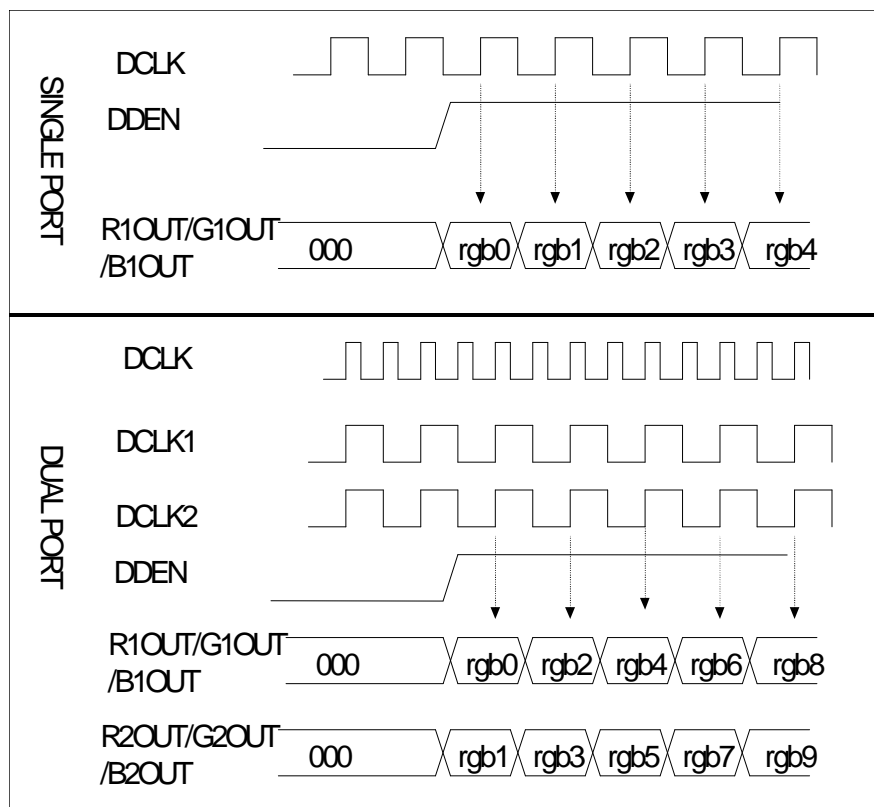 SINGLE PORT
DCLK
DDEN
R1OUT/G1OUT
/B1OUT
000 rgb0 rgb1 rgb2 rgb3 rgb4
DUAL PORT
DCLK
DCLK1
DCLK2
DDEN
R1OUT/G1OUT
/B1OUT
000 rgb0 rgb2 rgb4 rgb6 rgb8
R2OUT/G2OUT
/B2OUT
000 rgb1 rgb3 rgb5 rgb7 rgb9